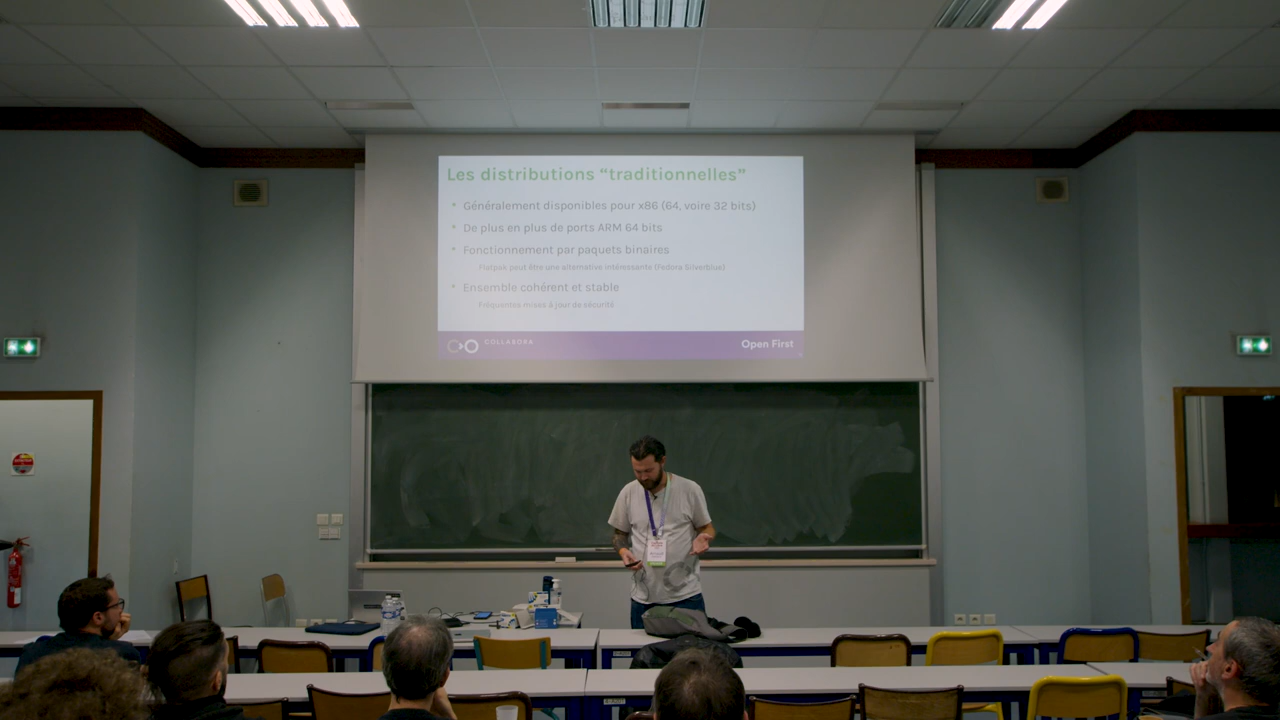 Les distributions “traditionnelles”
Généralement disponibles pour x86 (64, voire 32 bits)
De plus en plus de ports ARM 64 bits
Fonctionnement par paquets binaires
Flatpak peut être une alternative intéressante (Fedora Silverblue)
Ensemble cohérent et stable
Fréquentes mises à jour de sécurité
COLLABORA
Open First